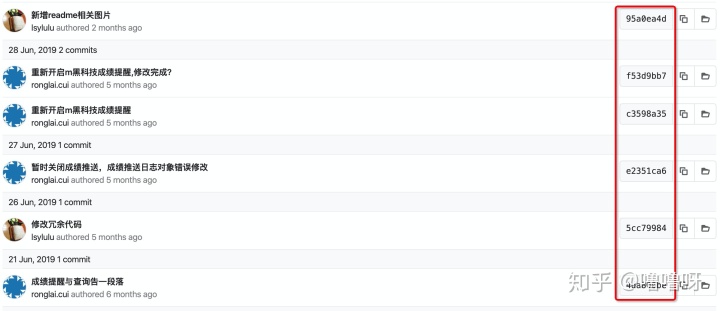 新增readme相关图片
95a0ea4d
lsylulu authored 2 months ago
28 Jun, 2019 2 commits
重新开启m黑科技成绩提醒,修改完成?
f53d9bb7
ronglai.cui authored 5 months ago
重新开启m黑科技成绩提醒
c3598a35
ronglai.cui authored 5 months ago
27 Jun, 2019 1 commit
暂时关闭成绩推送，成绩推送日志对象错误修改
e2351ca6
ronglai.cui authored 5 months ago
26 Jun, 2019 1 commit
修改冗余代码
5cc79984
lsylulu authored 5 months ago
21 Jun, 2019 1 commit
成绩提醒与查询告一段落
ronglai.cui authored 6 months ago
知乎 @噜噜呀